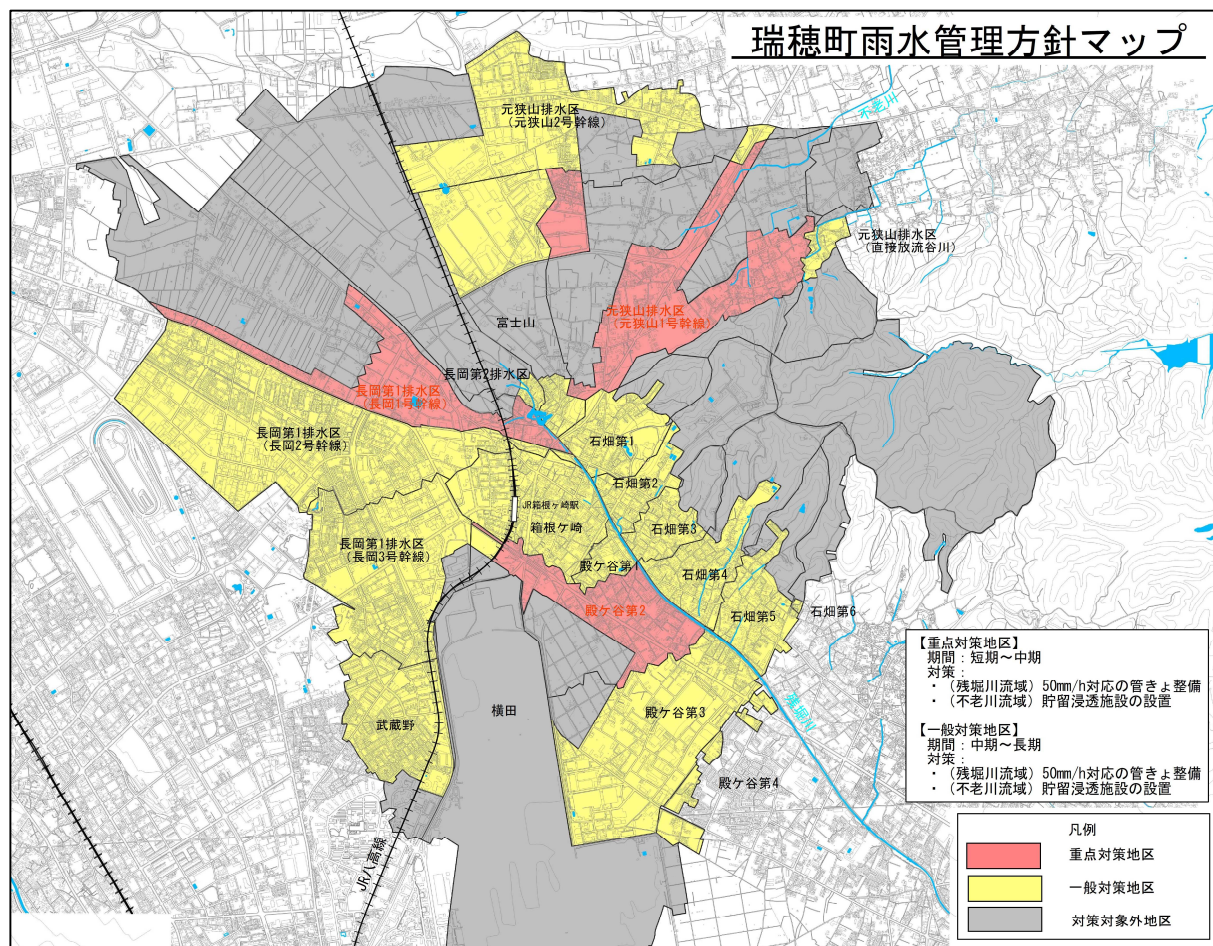 瑞穂町雨水管理方針マップ
元狭山排水区
（元狭山2号幹線）
不老川
元狭山排水区
（直接放流谷川）
富士山
元狭山排水区
（元狭山1号幹線）
長岡第2排水区
長岡第1排水区
（長岡1号幹線）
長岡第1排水区
（長岡2号幹線）
石畑第1
石畑第2
JR箱根ヶ崎駅
箱根ケ崎
石畑第3
長岡第1排水区
（長岡3号幹線）
殿ケ谷第1
石畑第4
殿ケ谷第2
石畑第5
石畑第6
【重点対策地区】
期間：短期～中期
対策：
・（残堀川流域）50mm/h対応の管きょ整備
・（不老川流域）貯留浸透施設の設置
【一般対策地区】
期間：中期～長期
対策：
・（残堀川流域）50mm/h対応の管きょ整備
・（不老川流域）貯留浸透施設の設置
武蔵野
横田
殿ケ谷第3
残堀川
殿ケ谷第4
JR八高線
凡例
重点対策地区
一般対策地区
対策対象外地区